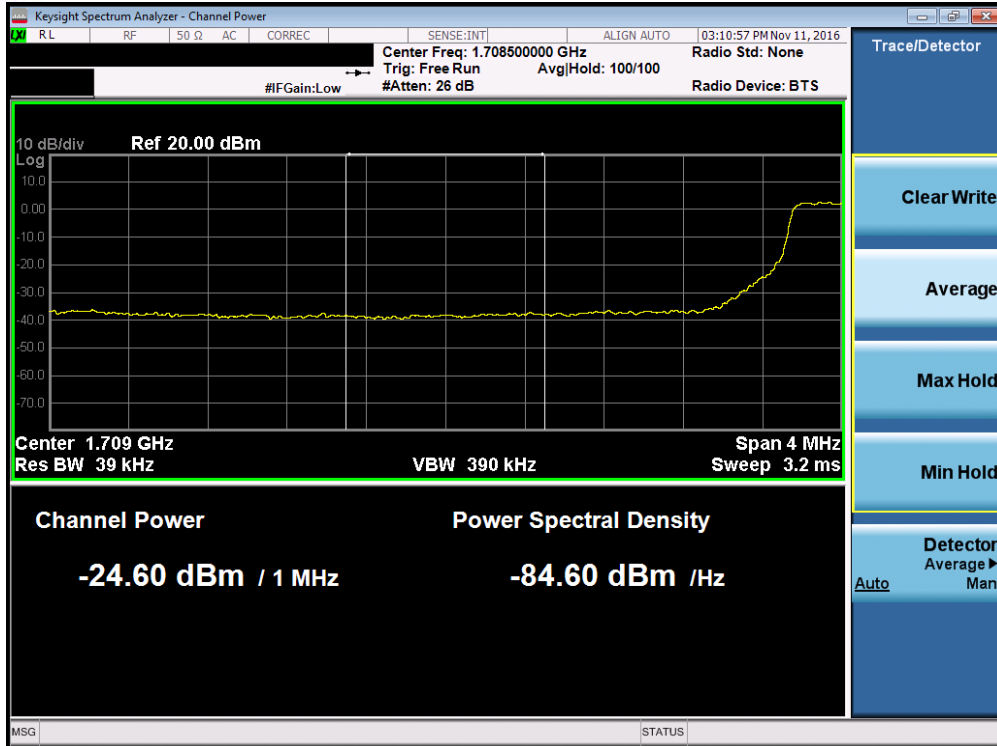 Keysight Spectrum Analyzer - Channel Power
LXI RL RF 50 Ω AC CORREC SENSE:INT ALIGN AUTO 03:10:57 PM Nov 11, 2016
Center Freq: 1.708500000 GHz Radio Std: None
Trig: Free Run Avg|Hold: 100/100
#IFGain:Low #Atten: 26 dB Radio Device: BTS
Trace/Detector
10 dB/div Ref 20.00 dBm
Log
10.0
0.00
-10.0
-20.0
-30.0
-40.0
-50.0
-60.0
-70.0
Center 1.709 GHz Span 4 MHz
Res BW 39 kHz VBW 390 kHz Sweep 3.2 ms
Channel Power Power Spectral Density
-24.60 dBm / 1 MHz -84.60 dBm /Hz
Clear Write
Average
Max Hold
Min Hold
Detector
Average
Auto Man
MSG STATUS